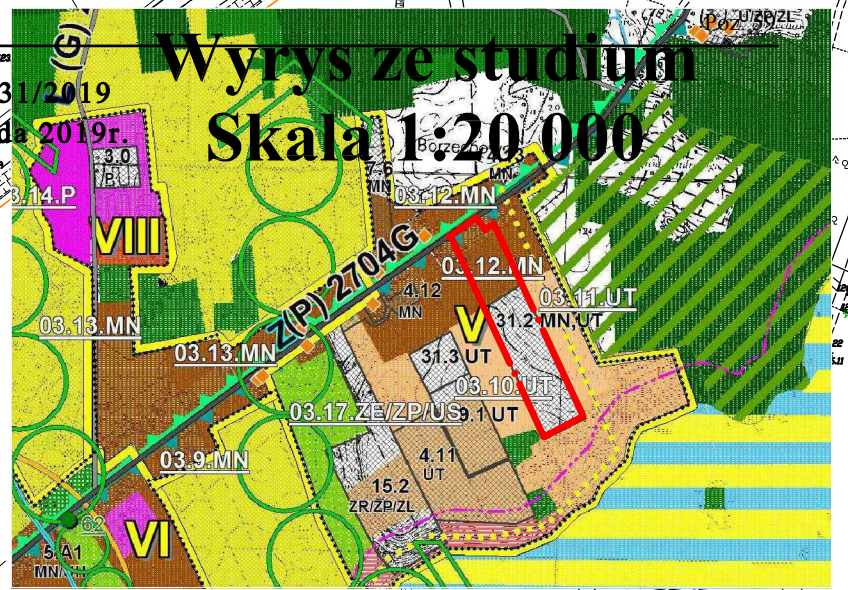 Wyrys ze studium
31/2019
da 2019r.
Skala 1:20 000
(G)
3.0
P
.14.P
VIII
7.6
MN
03.12.MN
Z(P) 2704G
03.12.MN
4.12
MN
03.11.UT
V
31.2 MN,UT
03.13.MN
03.13.MN
31.3 UT
03.10.UT
03.17.ZE/ZP/US
9.1 UT
03.9.MN
4.11
UT
15.2
ZR/ZP/ZL
62
VI
5.A1
22